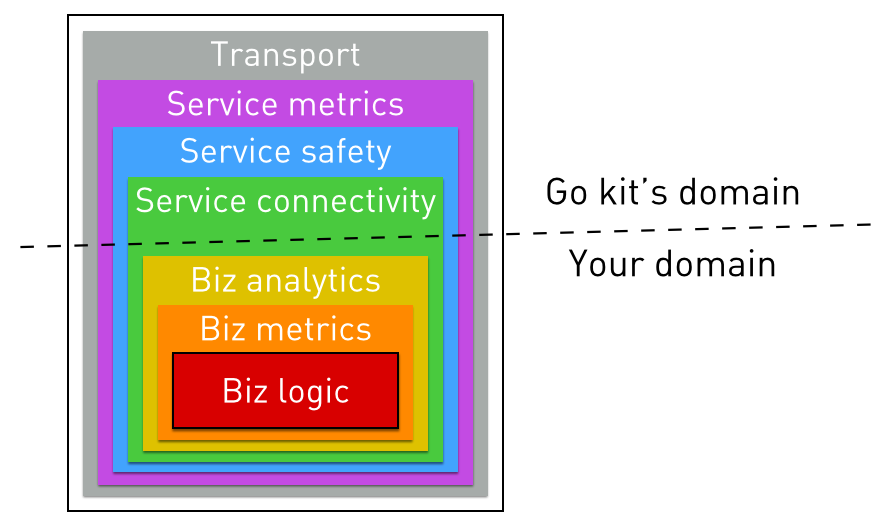 Transport
Service metrics
Service safety
Service connectivity
Go kit’s domain
Your domain
Biz analytics
Biz metrics
Biz logic